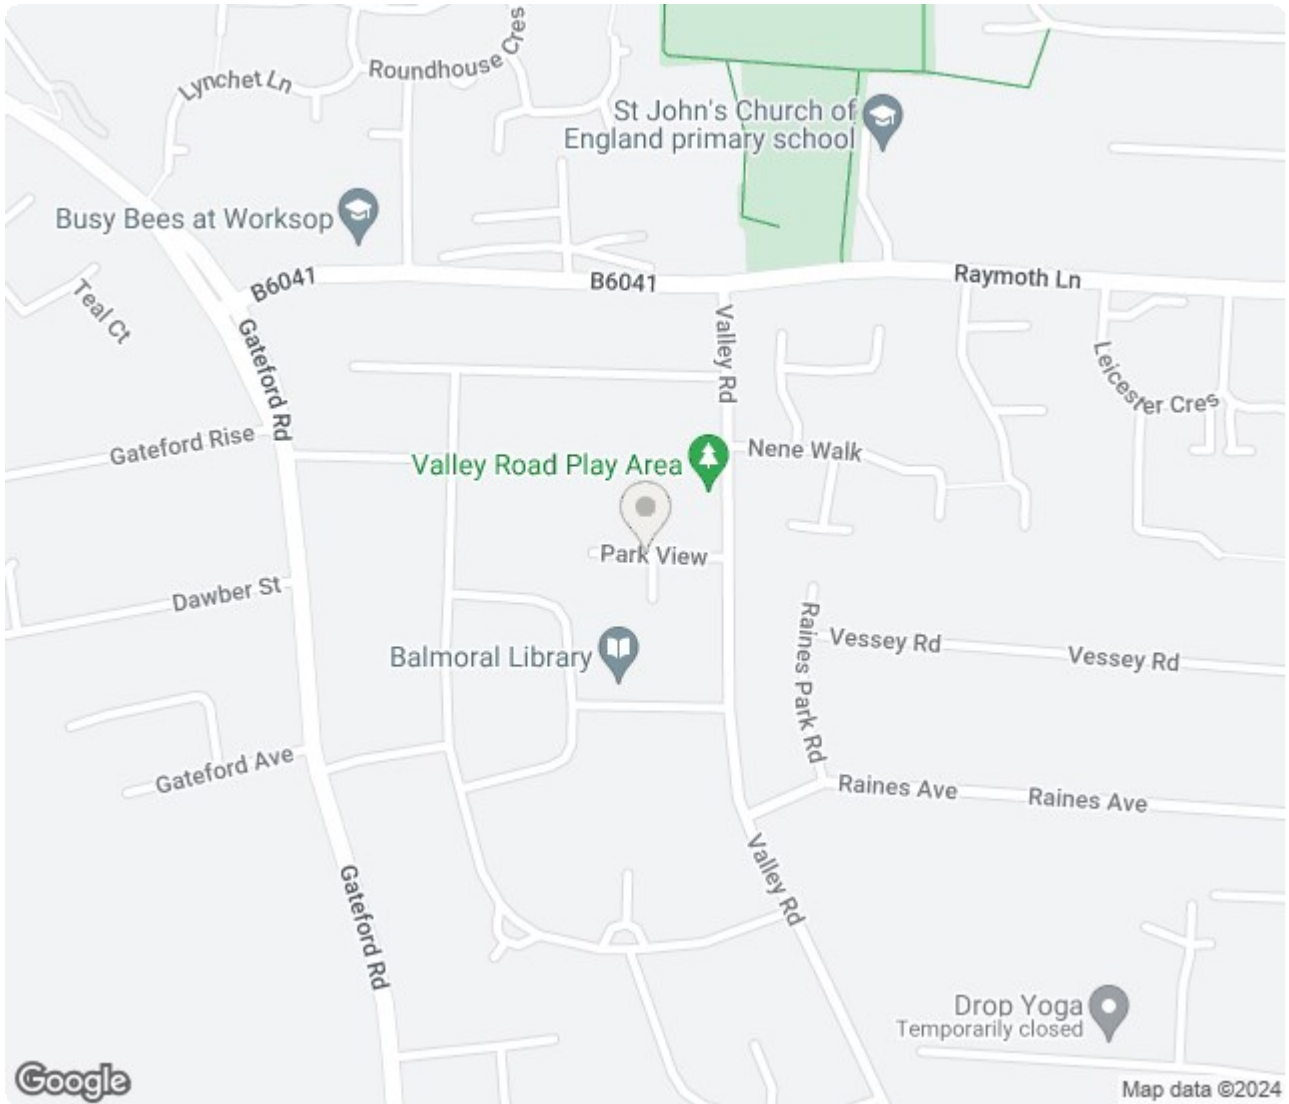 Lynchet Ln
Roundhouse Cres
St John's Church of
England primary school
Busy Bees at Worksop
B6041
B6041
Raymoth Ln
Teal Ct
Gateford Rd
Valley Rd
Leicester Cres
Gateford Rise
Valley Road Play Area
Nene Walk
Park View
Dawber St
Balmoral Library
Raines Park Rd
Vessey Rd
Vessey Rd
Gateford Ave
Raines Ave
Raines Ave
Valley Rd
Gateford Rd
Drop Yoga
Temporarily closed
Google
Map data ©2024